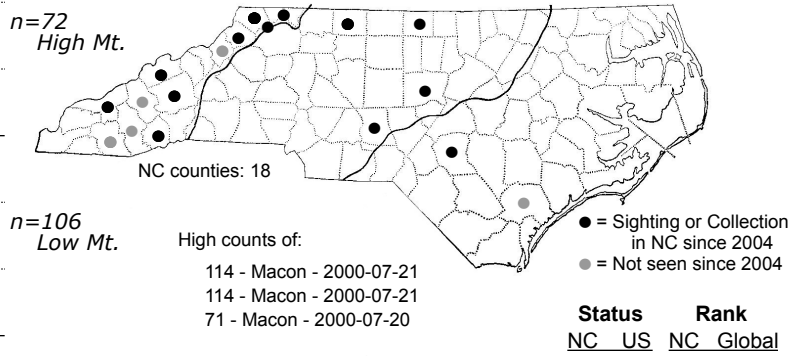 n=72
High Mt.
NC counties: 18
n=106
Low Mt.
High counts of:
114 - Macon - 2000-07-21
114 - Macon - 2000-07-21
71 - Macon - 2000-07-20
● = Sighting or Collection
in NC since 2004
● = Not seen since 2004
Status Rank
NC US NC Global